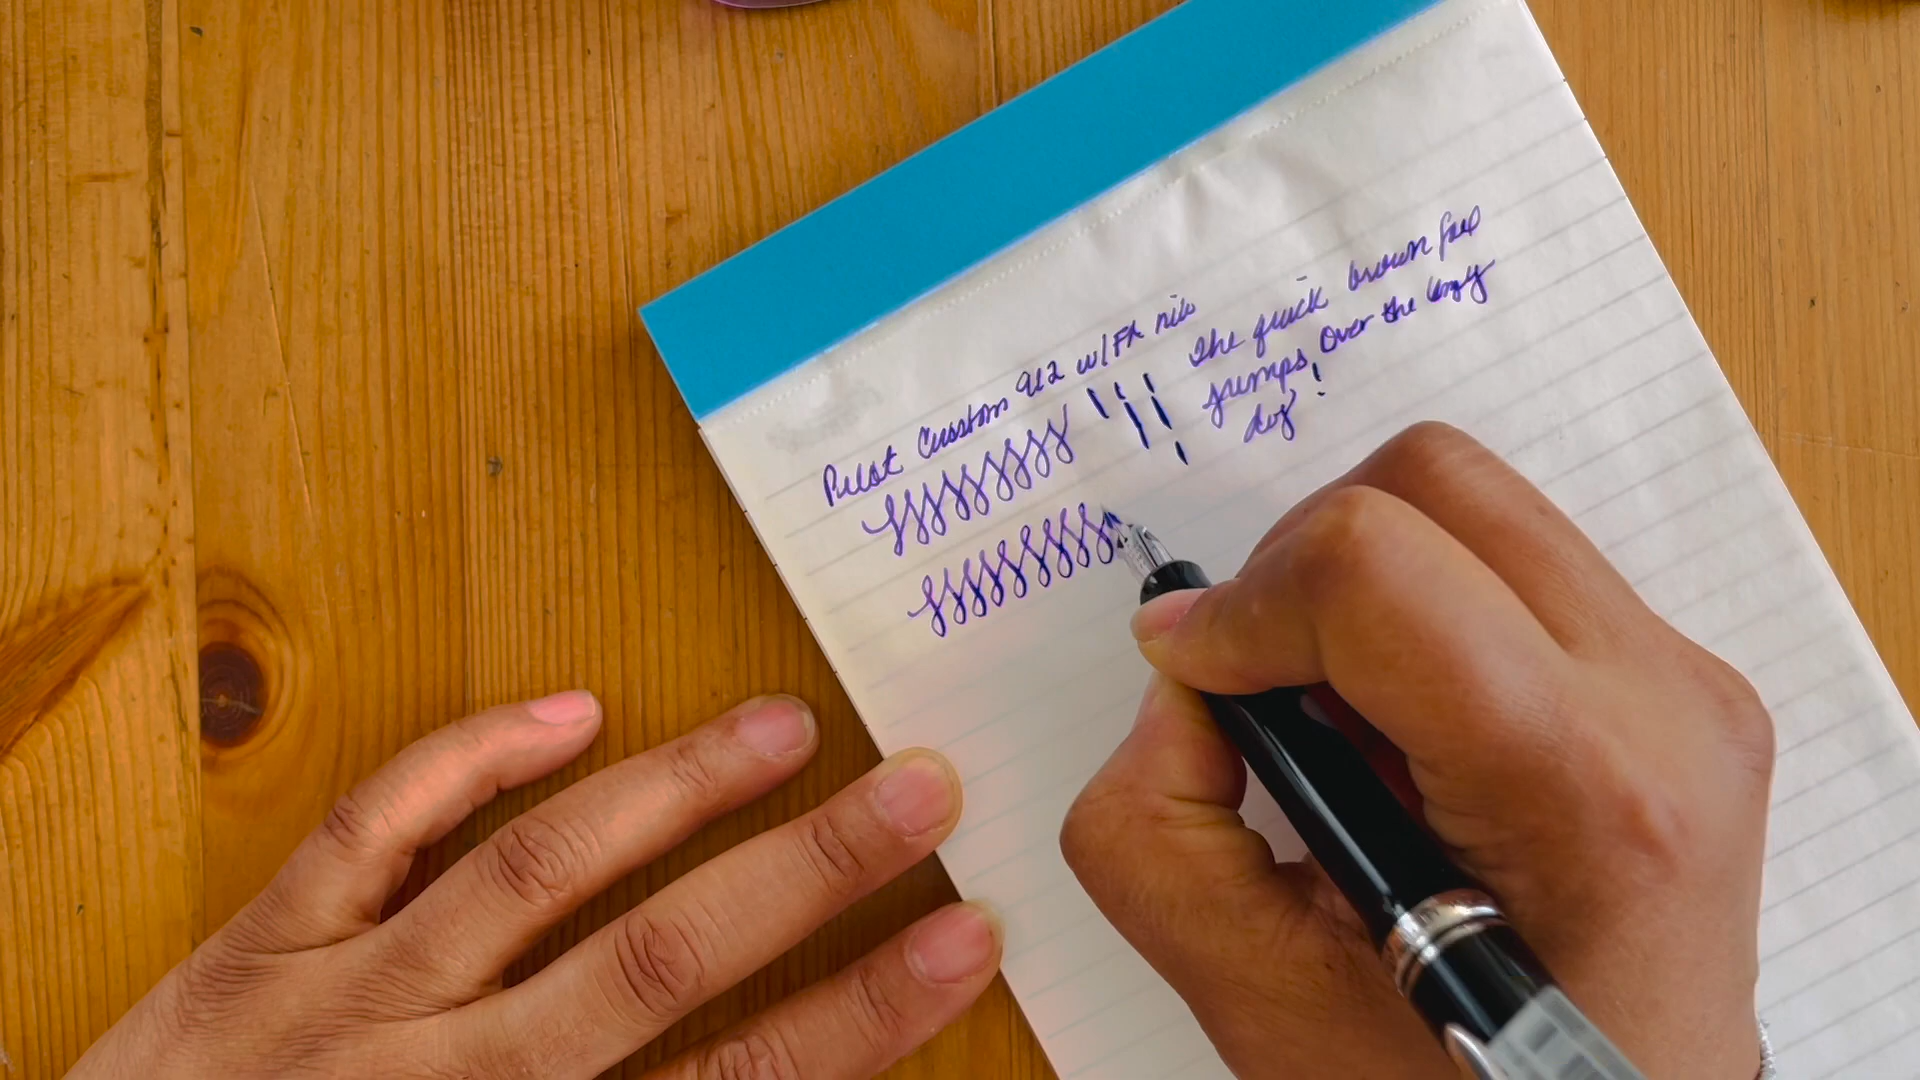 Pilot Custom 912 w/FA nib
The quick brown fox
jumps over the lazy
dog!